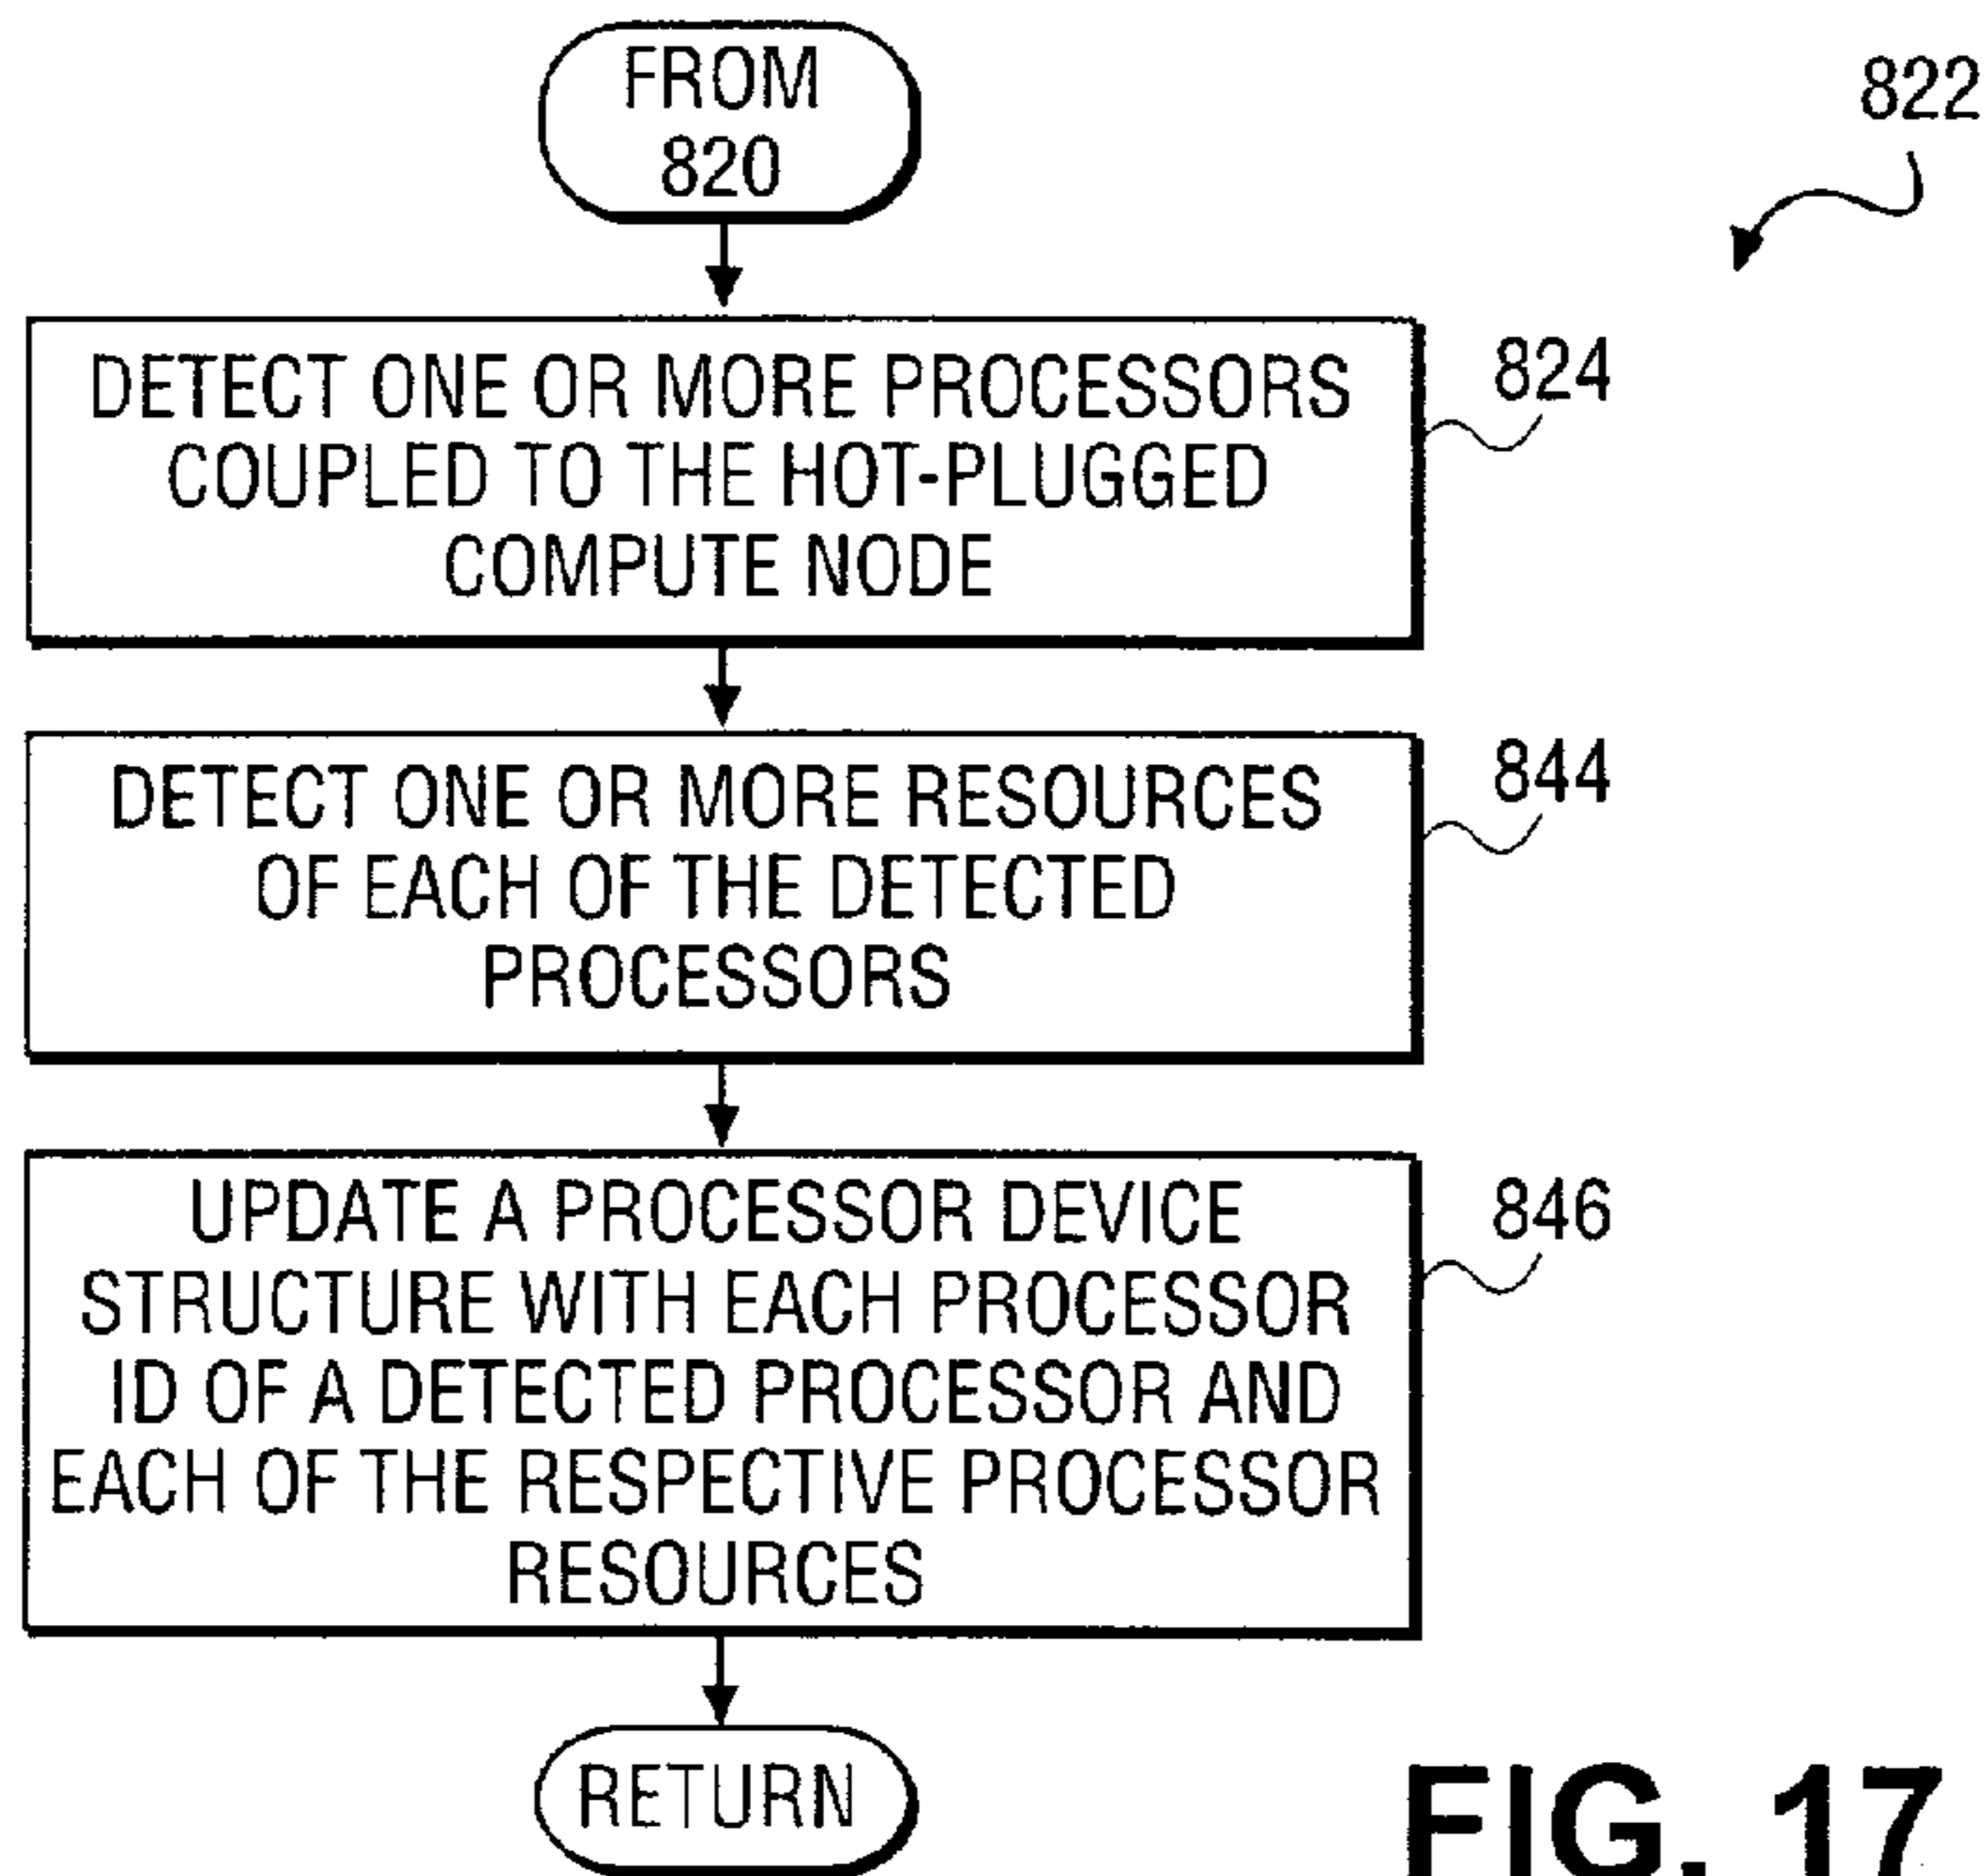 FROM
820
822
DETECT ONE OR MORE PROCESSORS
COUPLED TO THE HOT-PLUGGED
COMPUTE NODE
824
DETECT ONE OR MORE RESOURCES
OF EACH OF THE DETECTED
PROCESSORS
844
UPDATE A PROCESSOR DEVICE
STRUCTURE WITH EACH PROCESSOR
ID OF A DETECTED PROCESSOR AND
EACH OF THE RESPECTIVE PROCESSOR
RESOURCES
846
RETURN
FIG. 17